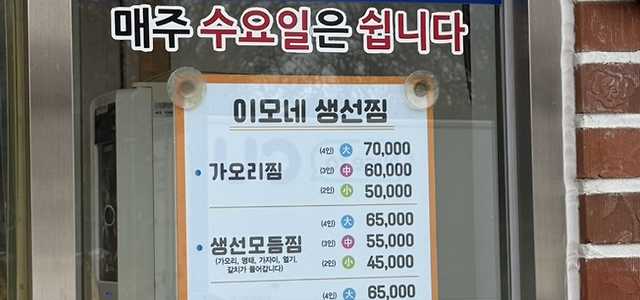 매주 수요일은 쉽니다
이모네 생선찜
(4인) 大 70,000
• 가오리찜 (3인) 中 60,000
(2인) 小 50,000
(4인) 大 65,000
• 생선모듬찜 (3인) 中 55,000
(가오리, 명태, 가자미, 열기, (2인) 小 45,000
갈치가 들어갑니다)
(4인) 大 65,000